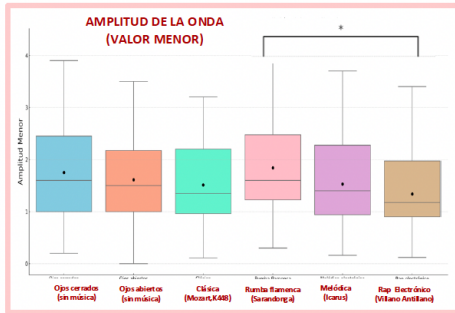 AMPLITUD DE LA ONDA
(VALOR MENOR)
*
Amplitud Menor
4
3
2
1
0
Ojos cerrados
(sin música)
Ojos abiertos
(sin música)
Clásica
(Mozart,K448)
Rumba flamenca
(Sarandonga)
Melódica
(Icarus)
Rap Electrónico
(Villano Antillano)